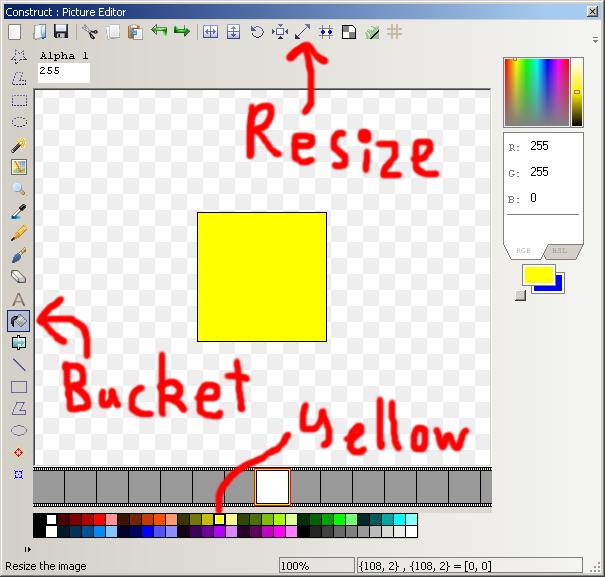 Construct : Picture Editor
Alpha 1
255
Resize
R: 255
G: 255
B: 0
RGB
HSL
A
Bucket
yellow
Resize the image
100%
{108, 2} , {108, 2} = [0, 0]